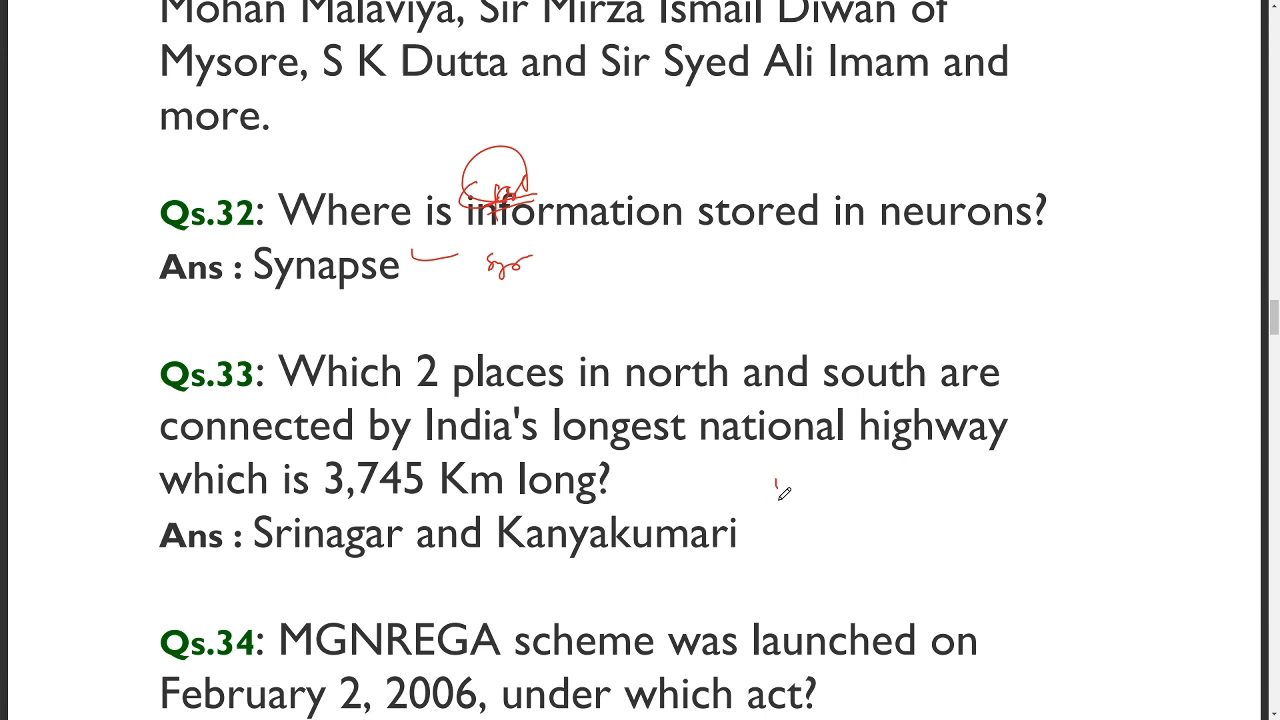 Mohan Malaviya, Sir Mirza Ismail Diwan of
Mysore, S K Dutta and Sir Syed Ali Imam and
more.
Qs.32: Where is information stored in neurons?
Ans : Synapse
Qs.33: Which 2 places in north and south are
connected by India's longest national highway
which is 3,745 Km long?
Ans : Srinagar and Kanyakumari
Qs.34: MGNREGA scheme was launched on
February 2, 2006, under which act?